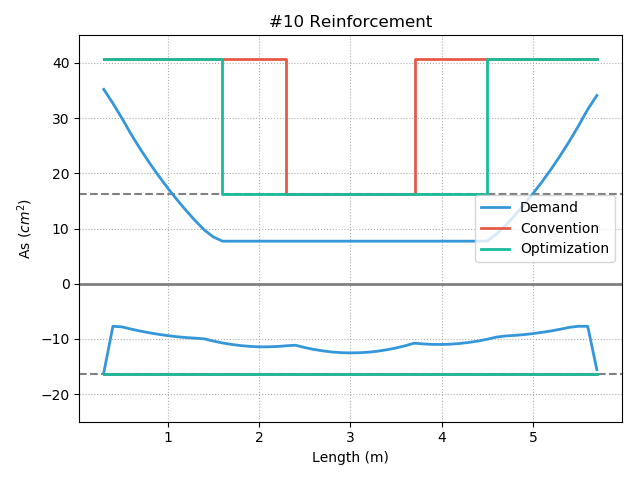 #10 Reinforcement
As (cm²)
40
30
20
10
0
−10
−20
Demand
Convention
Optimization
1 2 3 4 5
Length (m)